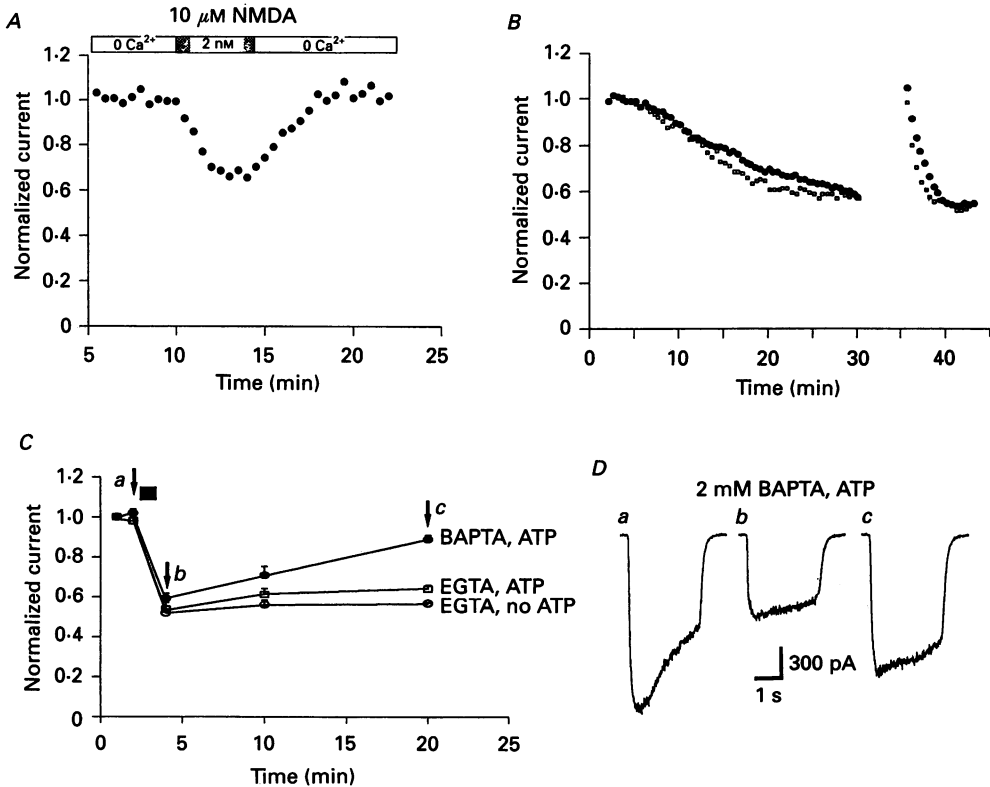 A
10 μM NMDA
0 Ca2+ 2 nM 0 Ca2+
1·2
1·0
0·8
0·6
0·4
0·2
0
Normalized current
5 10 15 20 25
Time (min)
B
1·2
1·0
0·8
0·6
0·4
0·2
0
Normalized current
0 10 20 30 40
Time (min)
C
1·2
1·0
0·8
0·6
0·4
0·2
0
Normalized current
a
b
c
BAPTA, ATP
EGTA, ATP
EGTA, no ATP
0 5 10 15 20 25
Time (min)
D
2 mM BAPTA, ATP
a b c
300 pA
1 s